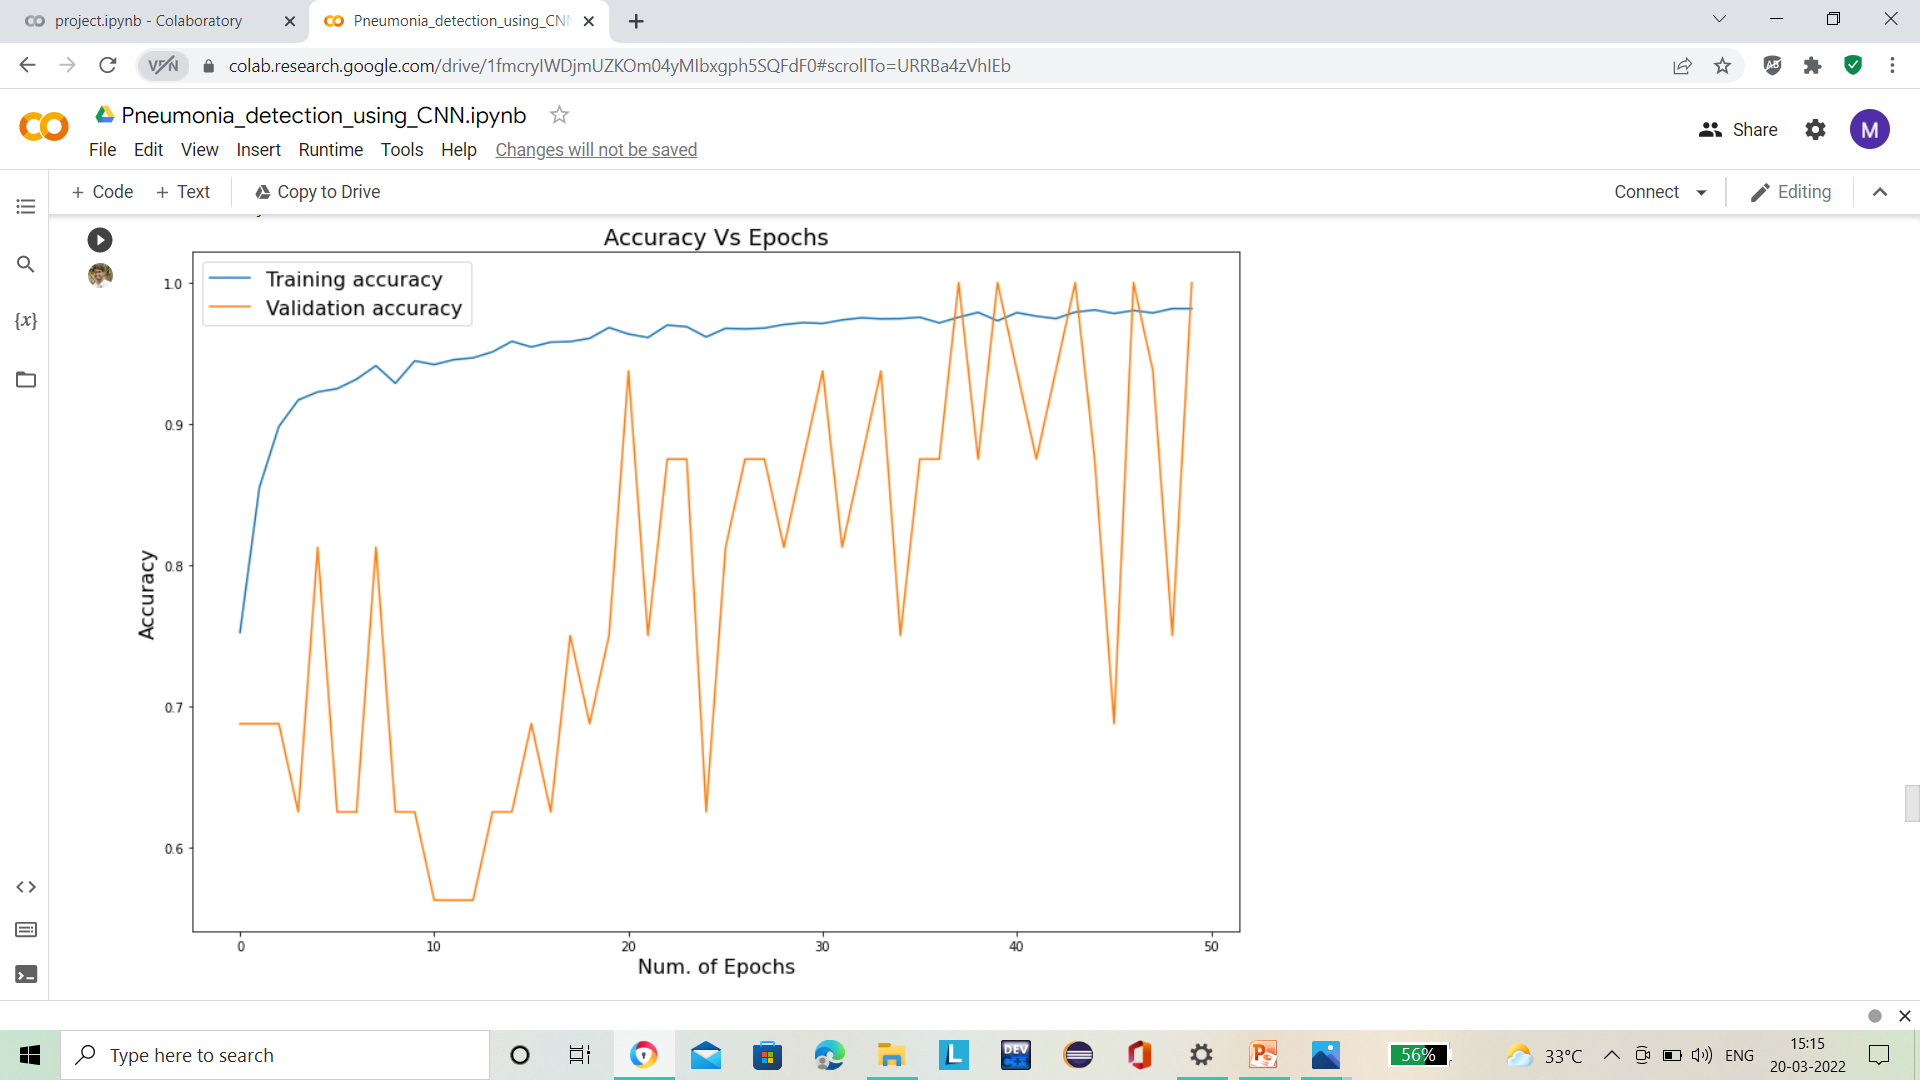 project.ipynb - Colaboratory
Pneumonia_detection_using_CN
VPN
colab.research.google.com/drive/1fmcryIWDjmUZKOm04yMIbxgph5SQFdF0#scrollTo=URRBa4zVhIEb
Pneumonia_detection_using_CNN.ipynb
Share
M
File Edit View Insert Runtime Tools Help Changes will not be saved
+ Code + Text Copy to Drive
Connect
Editing
{x}
Accuracy Vs Epochs
Training accuracy
Validation accuracy
1.0
0.9
0.8
0.7
0.6
Accuracy
0 10 20 30 40 50
Num. of Epochs
Type here to search
L
DEV
C++
56%
33°C
ENG
15:15
20-03-2022